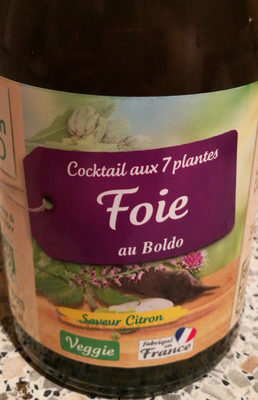 Cocktail aux 7 plantes
Foie
au Boldo
Saveur Citron
Veggie
Fabriqué
en
France